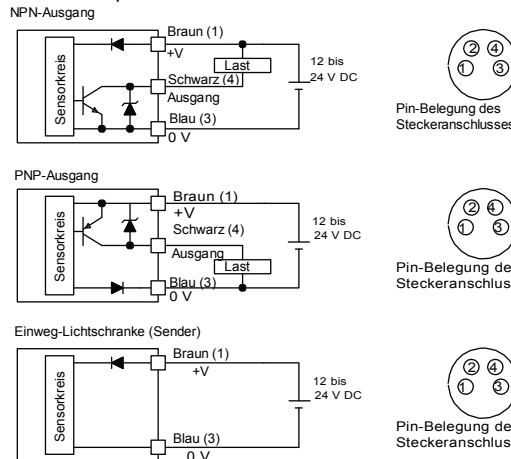 NPN-Ausgang
Sensorkreis
Braun (1)
+V
Last
12 bis
24 V DC
Schwarz (4)
Ausgang
Blau (3)
0 V
2 4
1 3
Pin-Belegung des
Steckeranschlusses
PNP-Ausgang
Sensorkreis
Braun (1)
+V
Schwarz (4)
12 bis
24 V DC
Ausgang
Last
Blau (3)
0 V
2 4
1 3
Pin-Belegung de
Steckeranschlus
Einweg-Lichtschranke (Sender)
Sensorkreis
Braun (1)
+V
12 bis
24 V DC
Blau (3)
0 V
2 4
1 3
Pin-Belegung de
Steckeranschlus